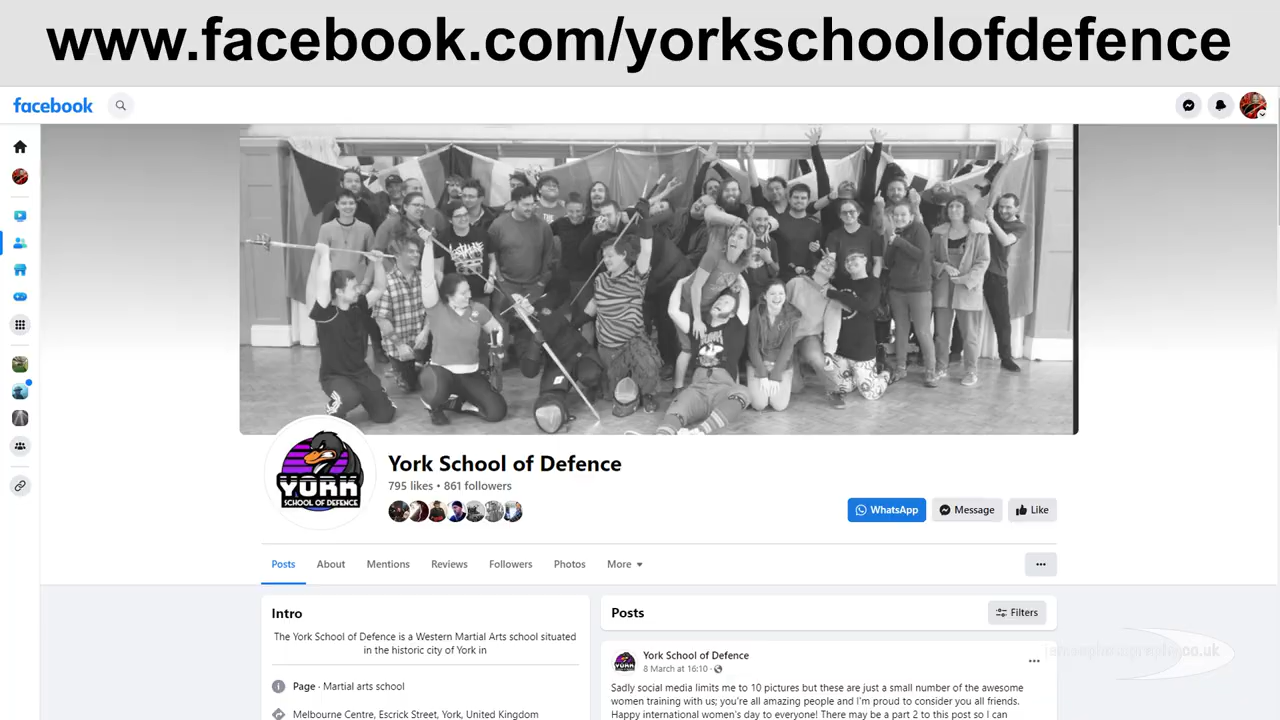 www.facebook.com/yorkschoolofdefence
facebook
YORK
SCHOOL OF DEFENCE
York School of Defence
795 likes • 861 followers
WhatsApp
Message
Like
Posts
About
Mentions
Reviews
Followers
Photos
More
Intro
The York School of Defence is a Western Martial Arts school situated
in the historic city of York in
Page · Martial arts school
Melbourne Centre, Escrick Street, York, United Kingdom
Posts
Filters
York School of Defence
8 March at 16:10 ·
Sadly social media limits me to 10 pictures but these are just a small number of the awesome
women training with us; you're all amazing people and I'm proud to consider you all friends.
Happy international women's day to everyone! There may be a part 2 to this post so I can